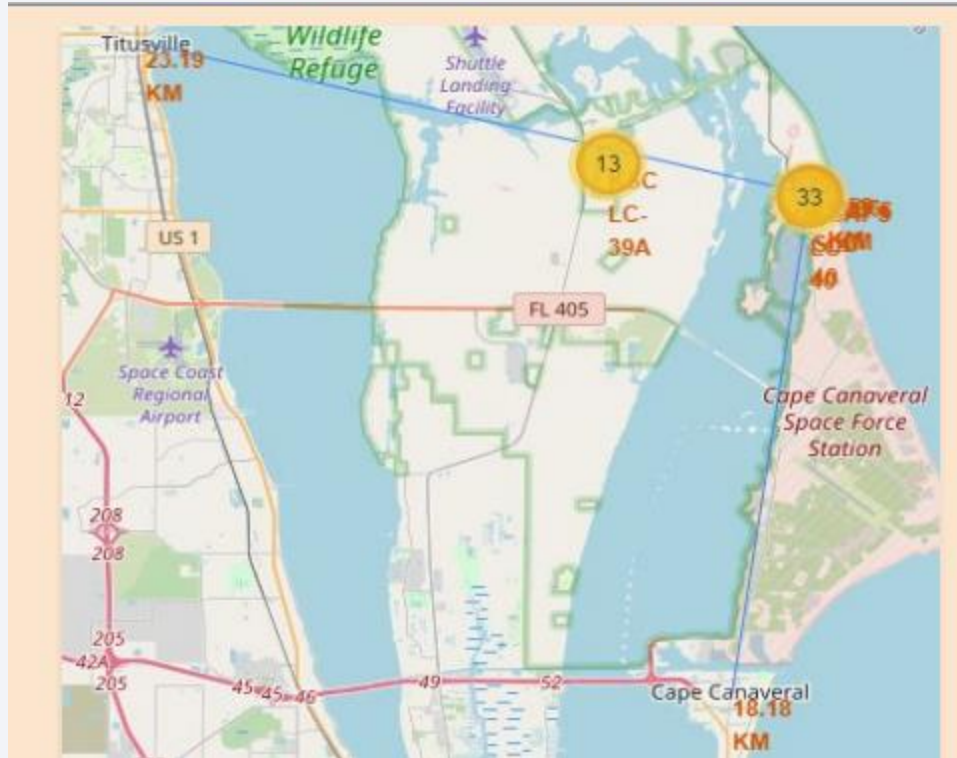 Titusville
23.19
KM
Wildlife
Refuge
Shuttle
Landing
Facility
13
LC-
39A
33
KM
40
US 1
FL 405
Space Coast
Regional
Airport
12
Cape Canaveral
Space Force
Station
208
208
205
42A
205
45
45
46
49
52
Cape Canaveral
18.18
KM